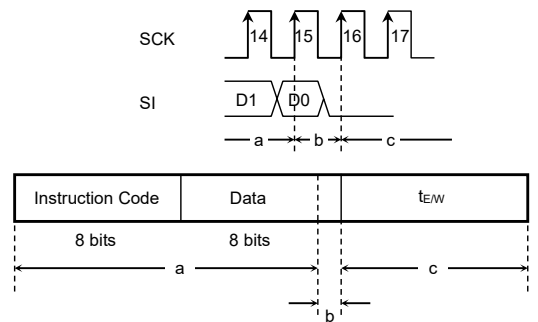 SCK 14 15 16 17
SI D1 D0
a b c
Instruction Code Data tE/W
8 bits 8 bits
a c
b